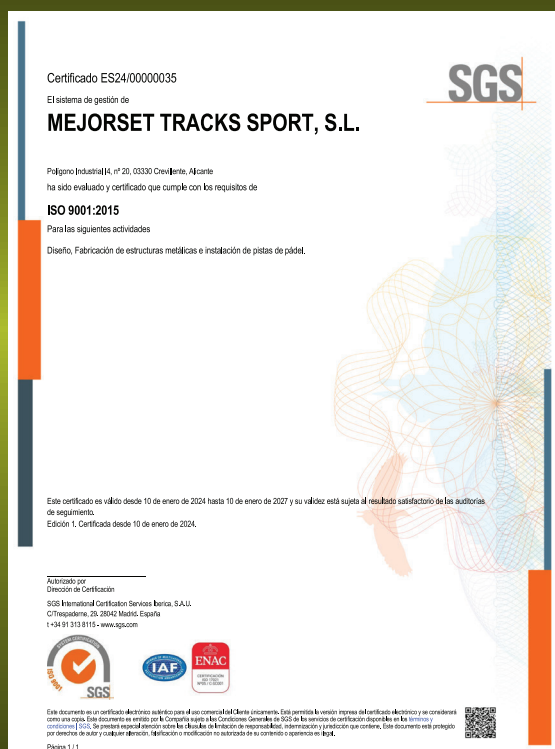 Certificado ES24/00000035
SGS
El sistema de gestión de
MEJORSET TRACKS SPORT, S.L.
Polígono Industrial I4, nº 20, 03330 Crevillente, Alicante
ha sido evaluado y certificado que cumple con los requisitos de
ISO 9001:2015
Para las siguientes actividades
Diseño, Fabricación de estructuras metálicas e instalación de pistas de pádel.
Este certificado es válido desde 10 de enero de 2024 hasta 10 de enero de 2027 y su validez está sujeta al resultado satisfactorio de las auditorias
de seguimiento.
Edición 1. Certificada desde 10 de enero de 2024.
Autorizado por
Dirección de Certificación
SGS International Certification Services Iberica, S.A.U.
C/Trespaderne, 29. 28042 Madrid. España
t +34 91 313 8115 - www.sgs.com
SYSTEM CERTIFICATION
ISO 9001
SGS
IAF
ENAC
CERTIFICACIÓN
Este documento es un certificado electrónico auténtico para el uso comercial del Cliente únicamente. Está permitida la versión impresa del certificado electrónico y se considerará
como una copia. Este documento es emitido por la Compañía sujeto a las Condiciones Generales de SGS de los servicios de certificación disponibles en los términos y
condiciones | SGS. Se prestará especial atención sobre las cláusulas de limitación de responsabilidad, indemnización y jurisdicción que contiene. Este documento está protegido
por derechos de autor y cualquier alteración, falsificación o modificación no autorizada de su contenido o apariencia es ilegal.
Página 1 / 1